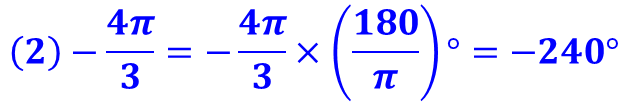 (2) − 4π/3 = − 4π/3 × (180/π)° = −240°